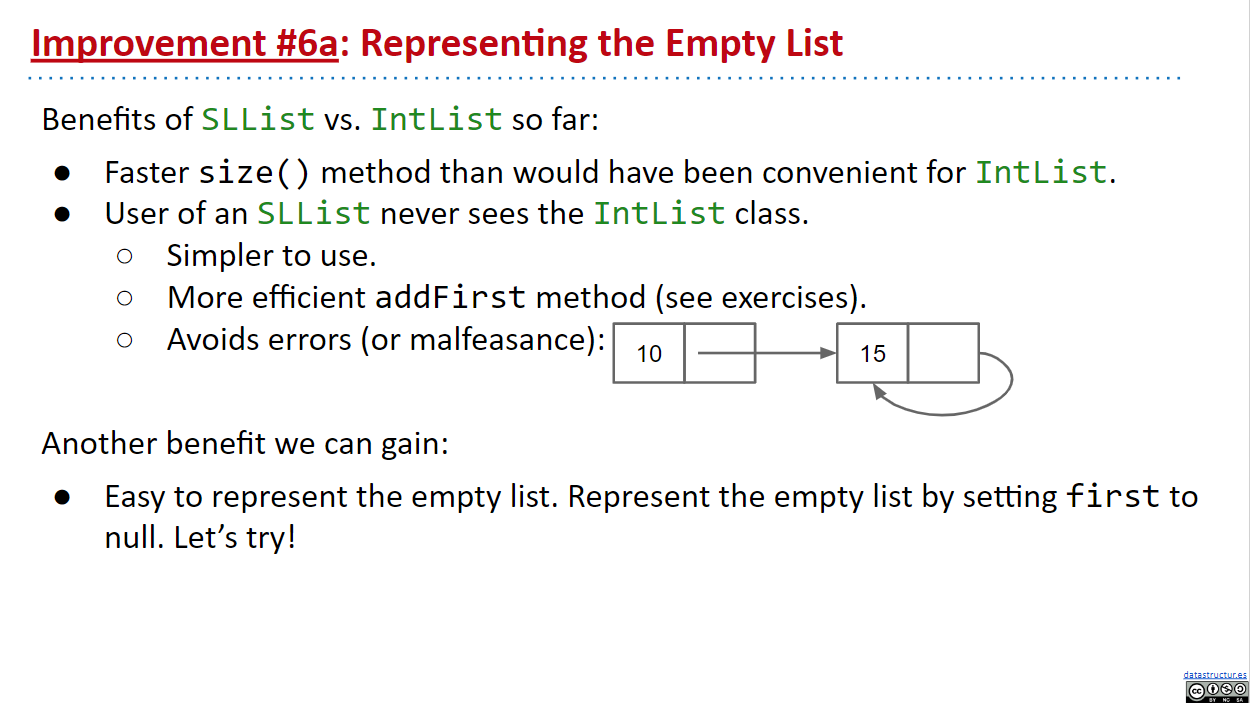 Improvement #6a: Representing the Empty List
Benefits of SLList vs. IntList so far:
● Faster size() method than would have been convenient for IntList.
● User of an SLList never sees the IntList class.
○ Simpler to use.
○ More efficient addFirst method (see exercises).
○ Avoids errors (or malfeasance):
10 15
Another benefit we can gain:
● Easy to represent the empty list. Represent the empty list by setting first to
null. Let’s try!
datastructur.es
cc
BY NC SA